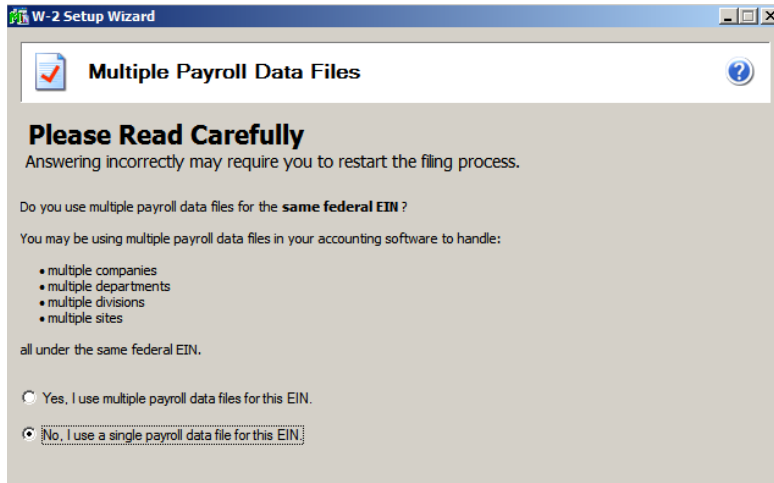 W-2 Setup Wizard
Multiple Payroll Data Files
Please Read Carefully
Answering incorrectly may require you to restart the filing process.
Do you use multiple payroll data files for the same federal EIN ?
You may be using multiple payroll data files in your accounting software to handle:
• multiple companies
• multiple departments
• multiple divisions
• multiple sites
all under the same federal EIN.
Yes, I use multiple payroll data files for this EIN.
No, I use a single payroll data file for this EIN.